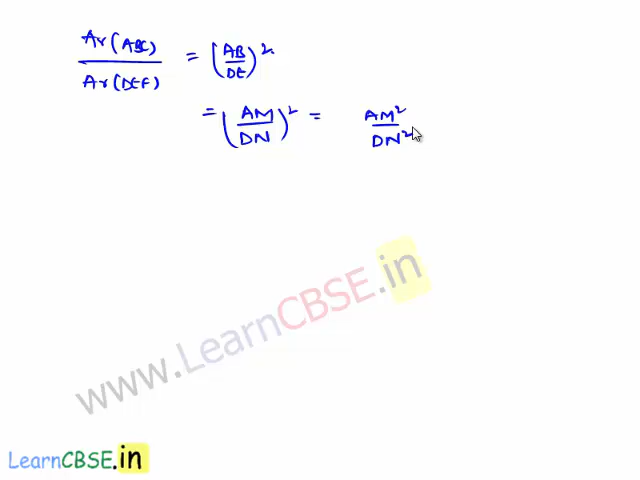 Ar(ABC)/Ar(DEF) = (AB/DE)²
= (AM/DN)² = AM²/DN²
www.LearnCBSE.in
LearnCBSE.in